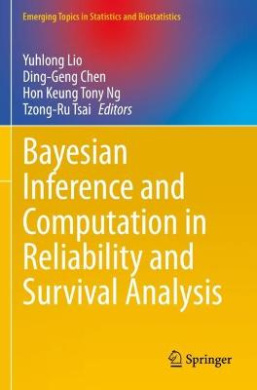 Emerging Topics in Statistics and Biostatistics
Yuhlong Lio
Ding-Geng Chen
Hon Keung Tony Ng
Tzong-Ru Tsai Editors
Bayesian
Inference and
Computation in
Reliability and
Survival Analysis
Springer